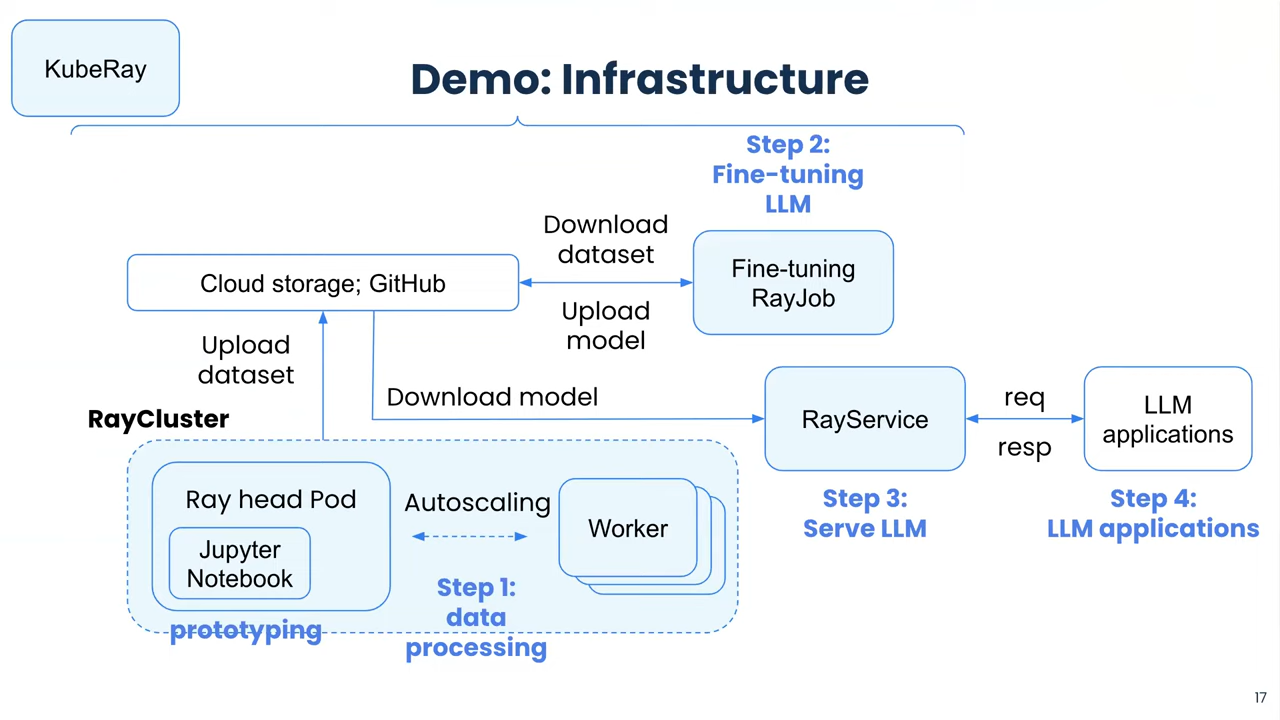 KubeRay
Demo: Infrastructure
Step 2:
Fine-tuning
LLM
Download
dataset
Cloud storage; GitHub
Fine-tuning
RayJob
Upload
model
Upload
dataset
Download model
RayCluster
RayService
req
resp
LLM
applications
Ray head Pod
Jupyter
Notebook
Autoscaling
Worker
Step 3:
Serve LLM
Step 4:
LLM applications
Step 1:
data
processing
prototyping
17